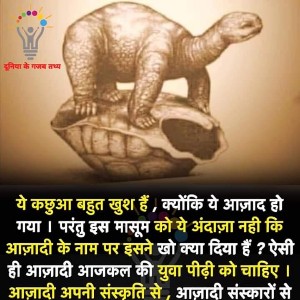 दुनिया के गजब तथ्य
ये कछुआ बहुत खुश हैं , क्योंकि ये आज़ाद हो
गया । परंतु इस मासूम को ये अंदाज़ा नही कि
आज़ादी के नाम पर इसने खो क्या दिया हैं ? ऐसी
ही आज़ादी आजकल की युवा पीढ़ी को चाहिए ।
आज़ादी अपनी संस्कृति से , आज़ादी संस्कारों से